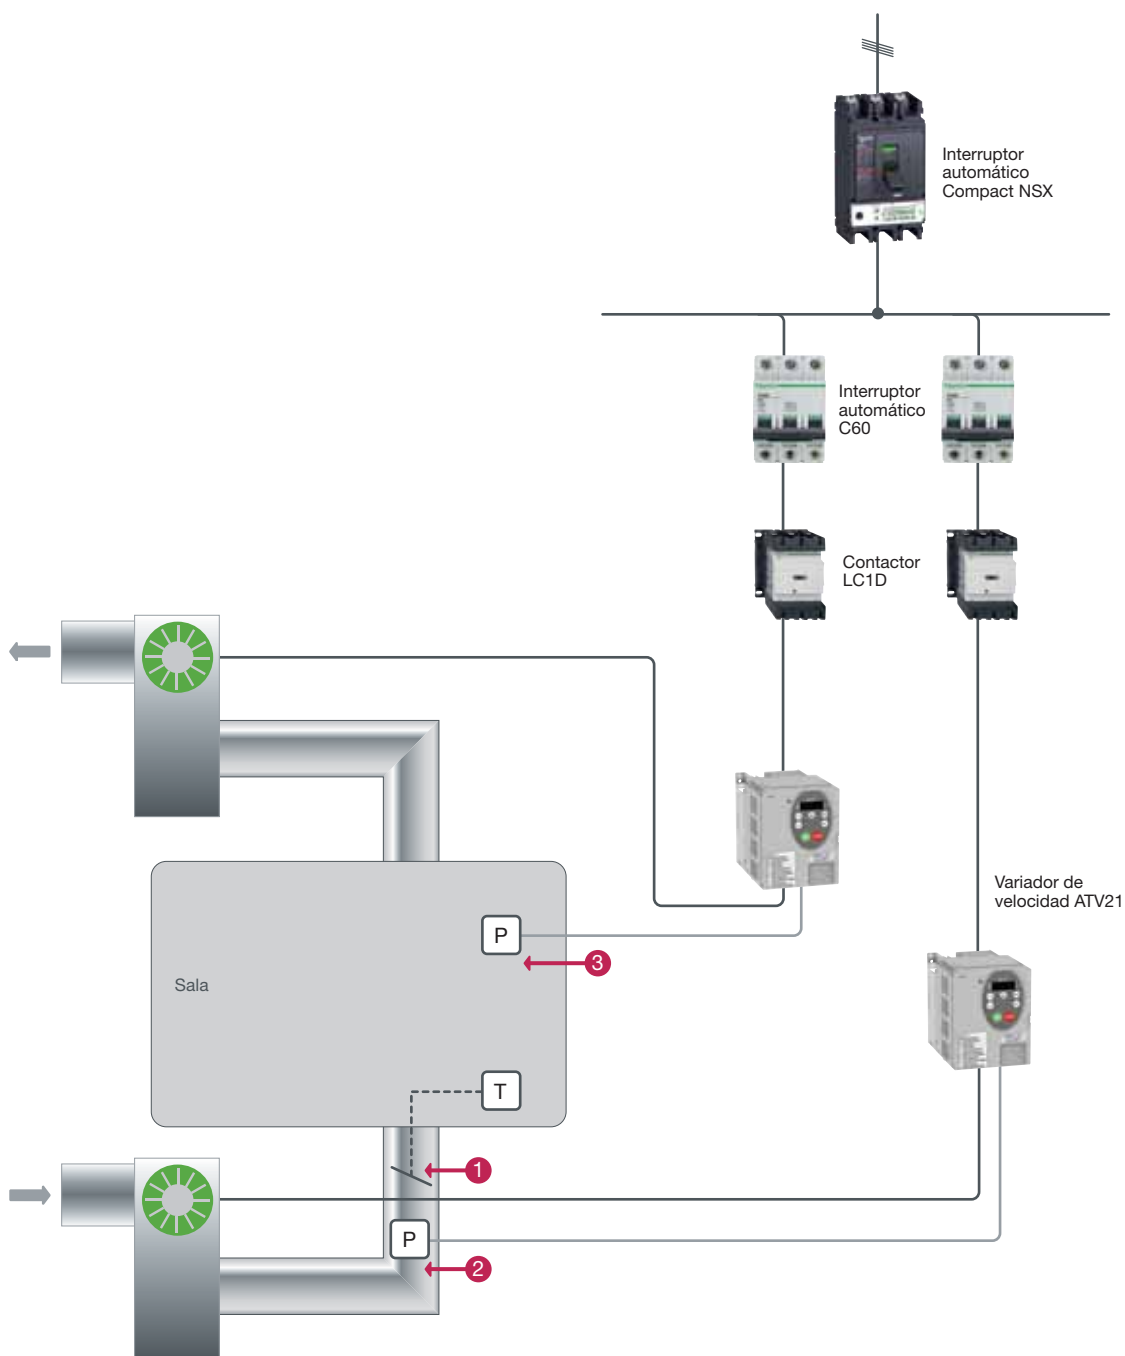 Interruptor
automático
Compact NSX
Interruptor
automático
C60
Contactor
LC1D
Variador de
velocidad ATV21
P
3
Sala
T
1
P
2